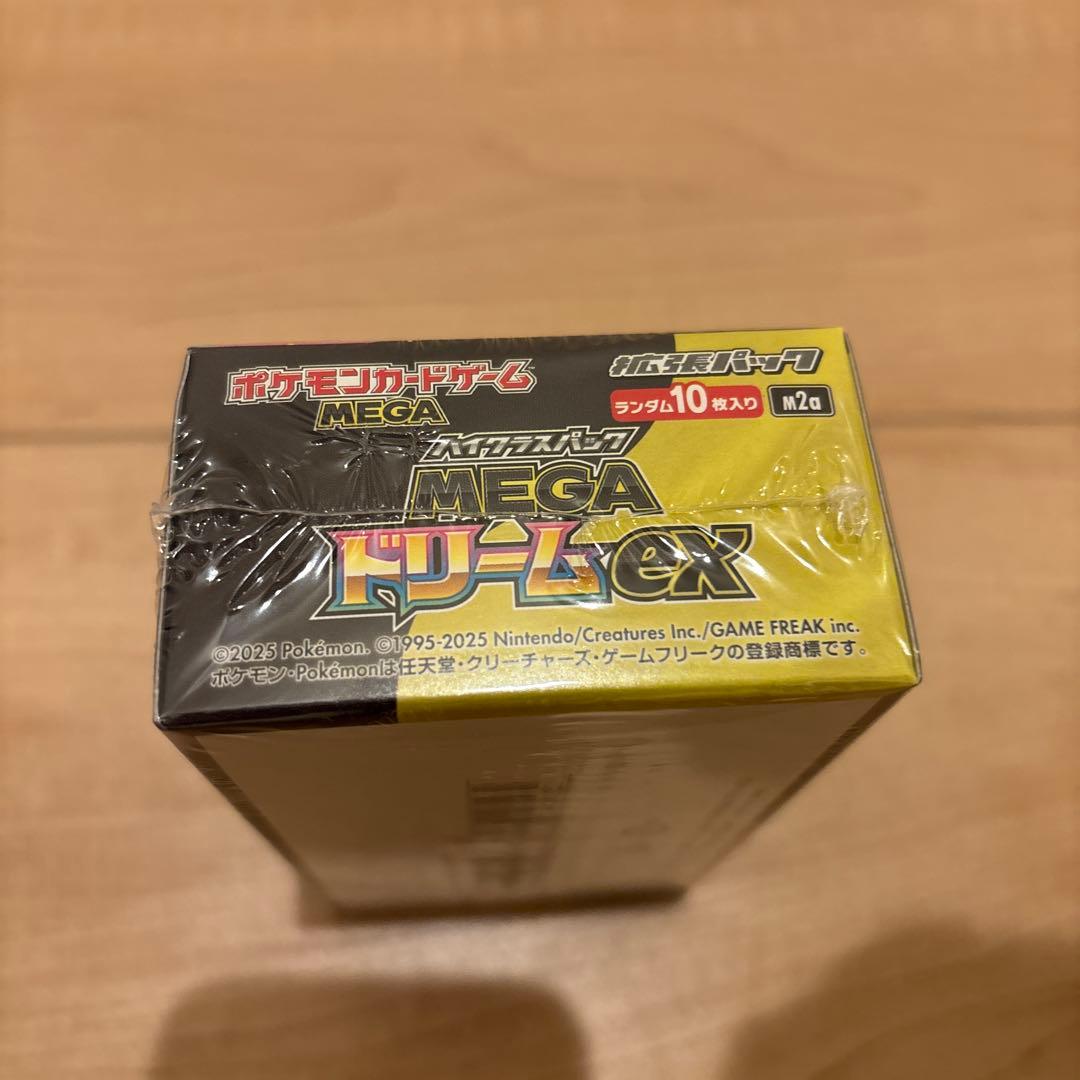 ポケモンカードゲーム
MEGA
拡張パック
ランダム10枚入り
M2a
ハイクラスパック
MEGA
ドリームex
©2025 Pokémon. ©1995-2025 Nintendo/Creatures Inc./GAME FREAK inc.
ポケモン・Pokémonは任天堂・クリーチャーズ・ゲームフリークの登録商標です。